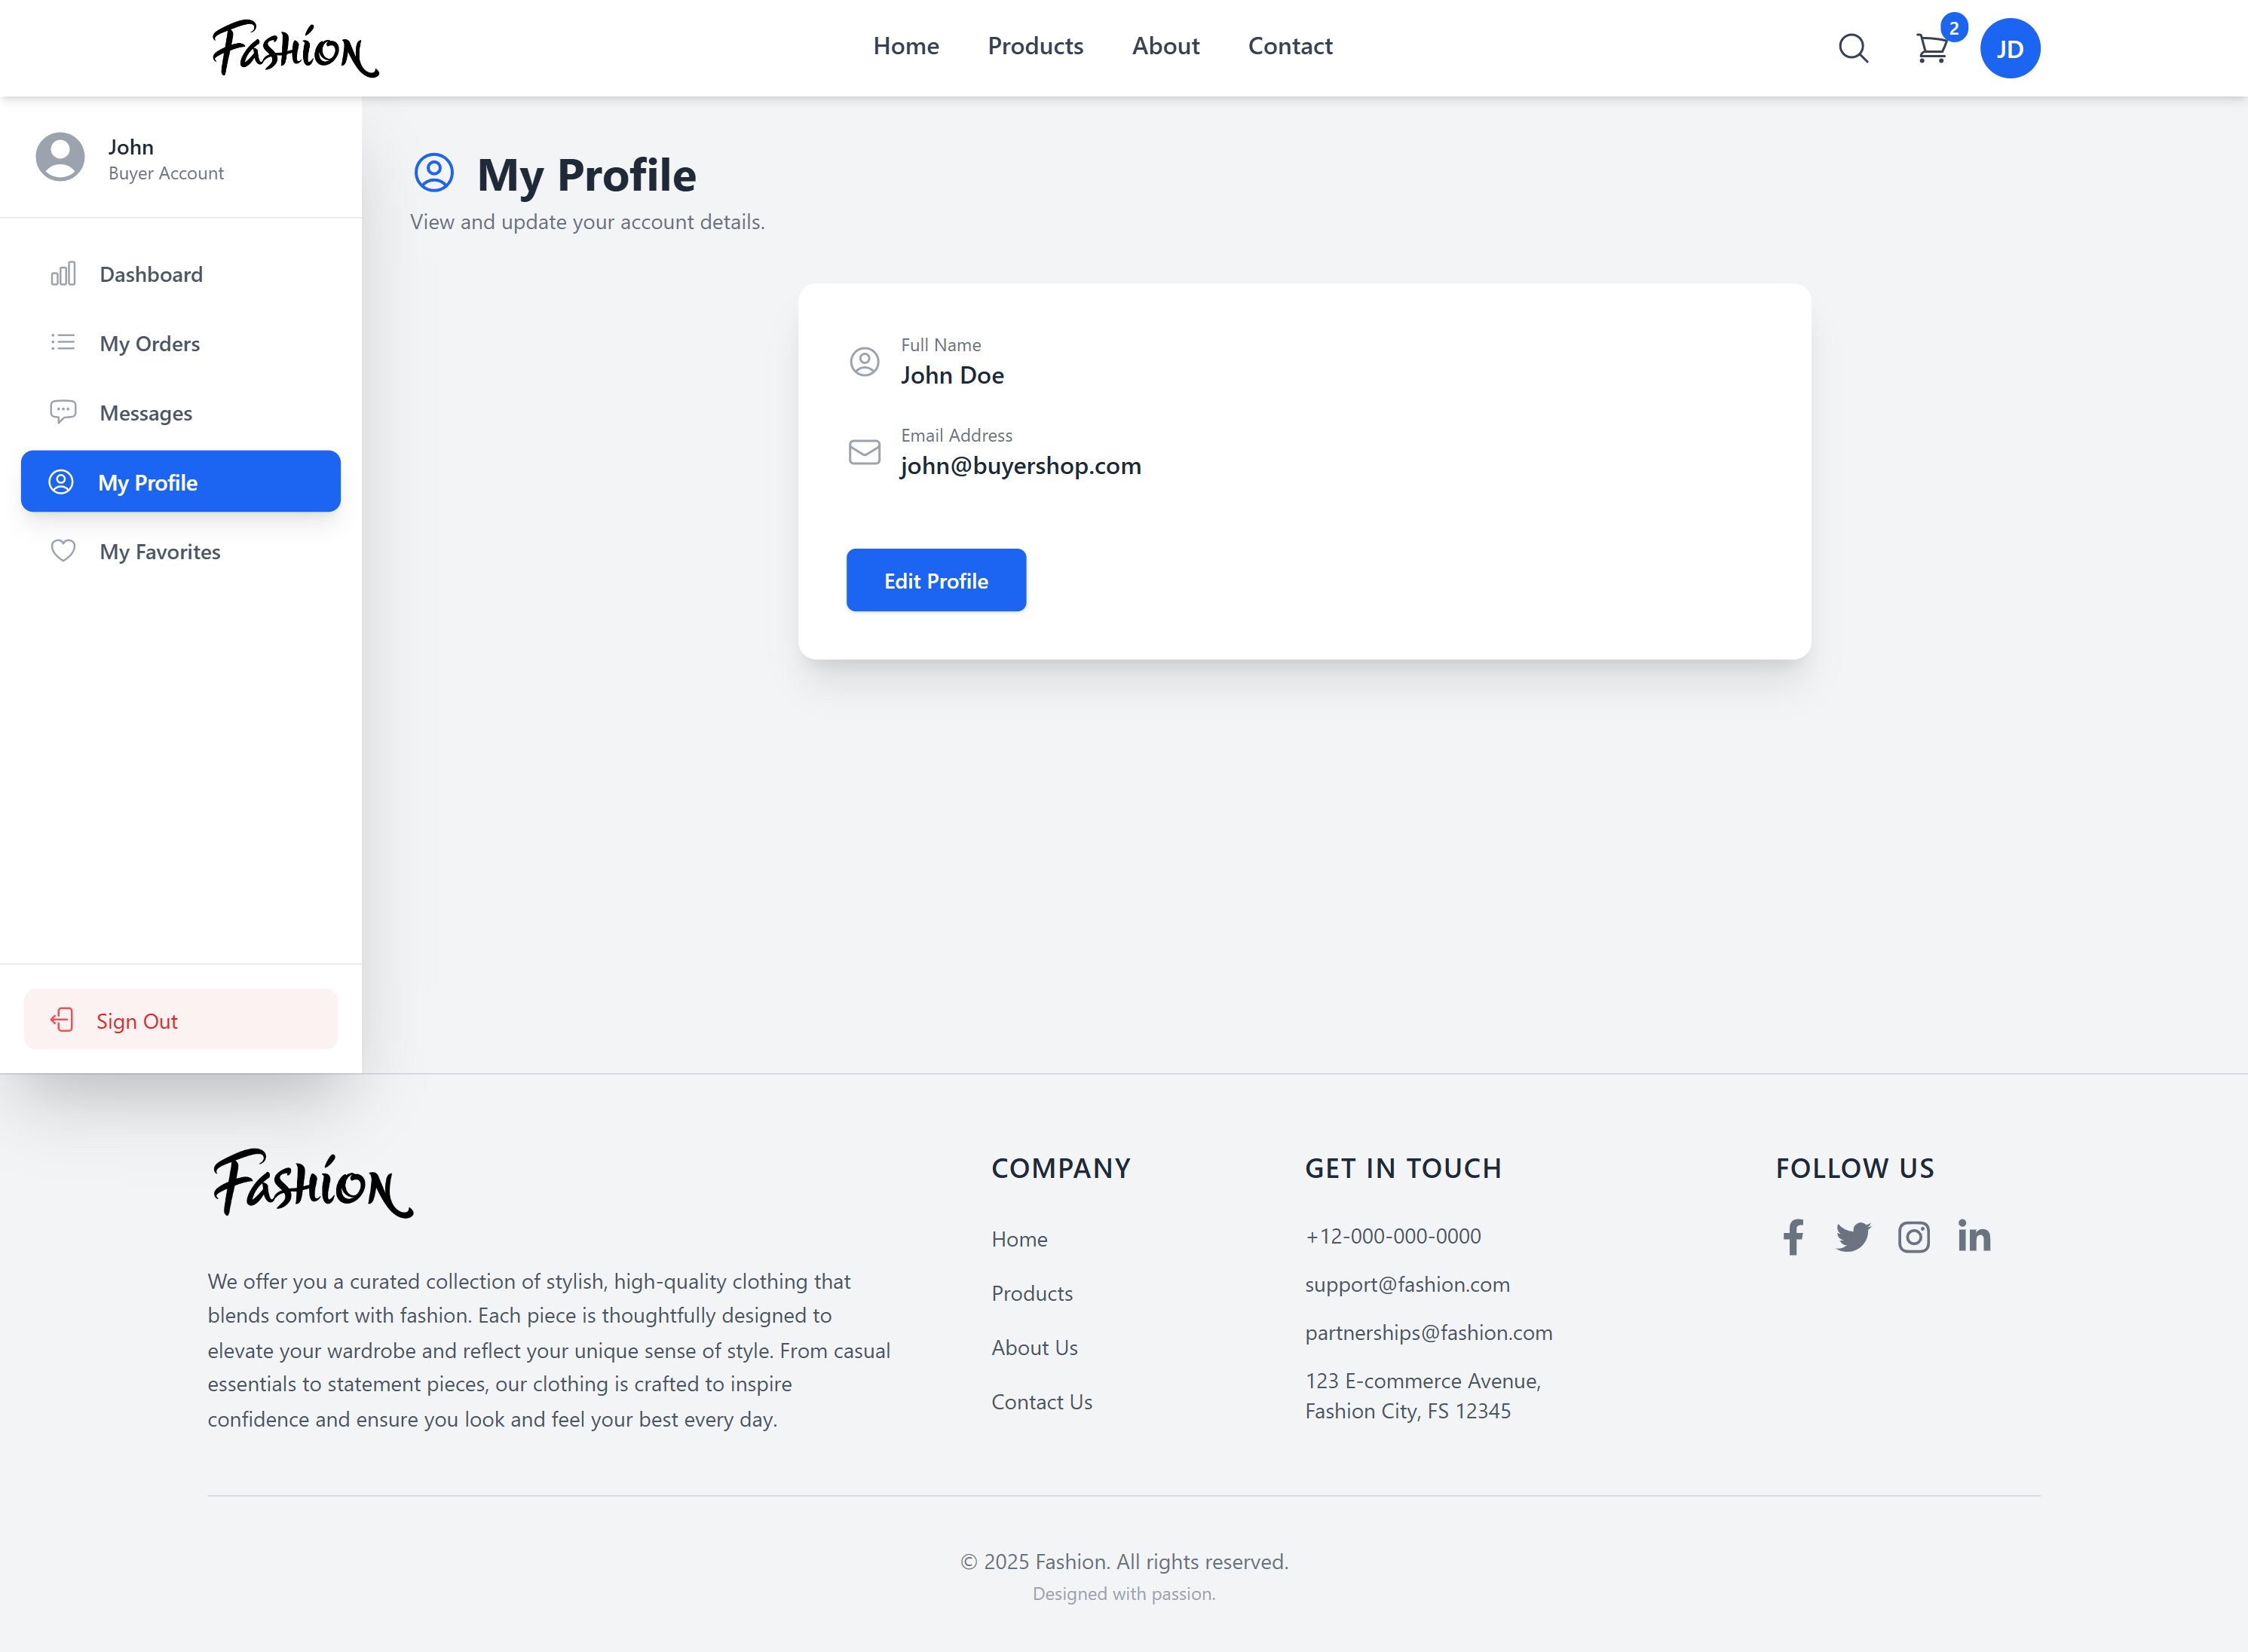 Fashion
Home
Products
About
Contact
2
JD
John
Buyer Account
Dashboard
My Orders
Messages
My Profile
My Favorites
Sign Out
My Profile
View and update your account details.
Full Name
John Doe
Email Address
john@buyershop.com
Edit Profile
Fashion
We offer you a curated collection of stylish, high-quality clothing that
blends comfort with fashion. Each piece is thoughtfully designed to
elevate your wardrobe and reflect your unique sense of style. From casual
essentials to statement pieces, our clothing is crafted to inspire
confidence and ensure you look and feel your best every day.
COMPANY
Home
Products
About Us
Contact Us
GET IN TOUCH
+12-000-000-0000
support@fashion.com
partnerships@fashion.com
123 E-commerce Avenue,
Fashion City, FS 12345
FOLLOW US
© 2025 Fashion. All rights reserved.
Designed with passion.